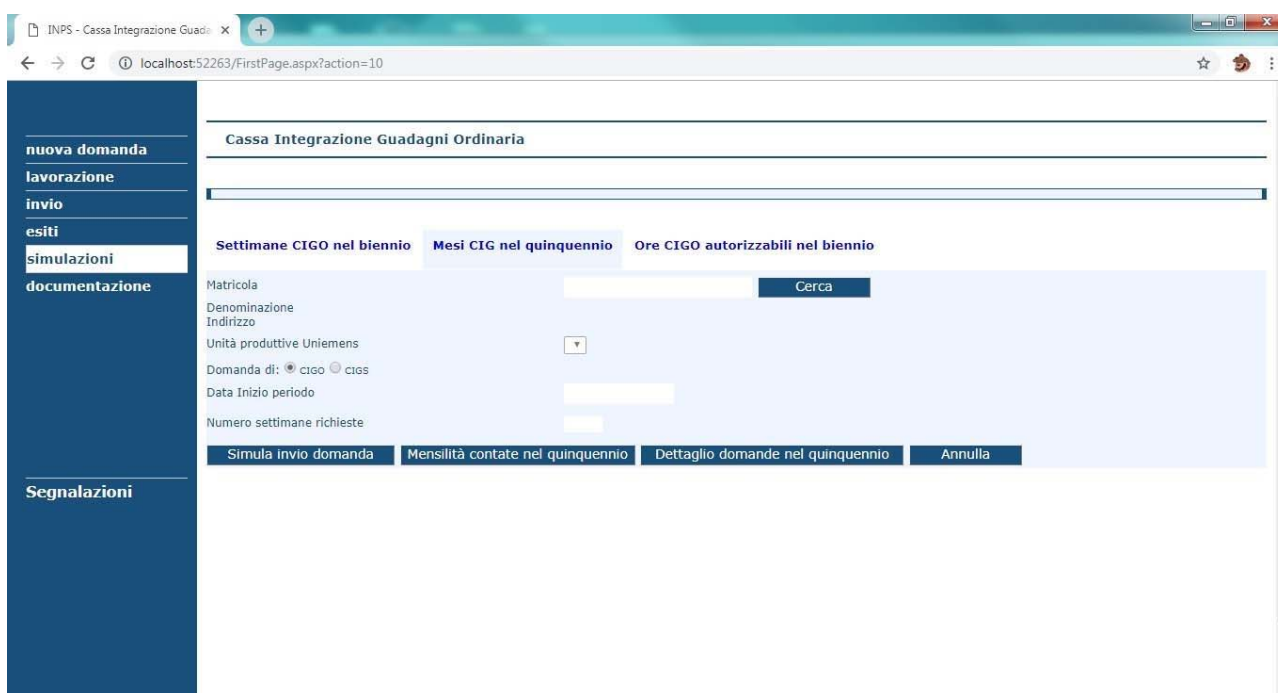 INPS - Cassa Integrazione Guada
localhost:52263/FirstPage.aspx?action=10
nuova domanda
lavorazione
invio
esiti
simulazioni
documentazione
Segnalazioni
Cassa Integrazione Guadagni Ordinaria
Settimane CIGO nel biennio Mesi CIG nel quinquennio Ore CIGO autorizzabili nel biennio
Matricola Cerca
Denominazione
Indirizzo
Unità produttive Uniemens
Domanda di: CIGO CIGS
Data Inizio periodo
Numero settimane richieste
Simula invio domanda Mensilità contate nel quinquennio Dettaglio domande nel quinquennio Annulla